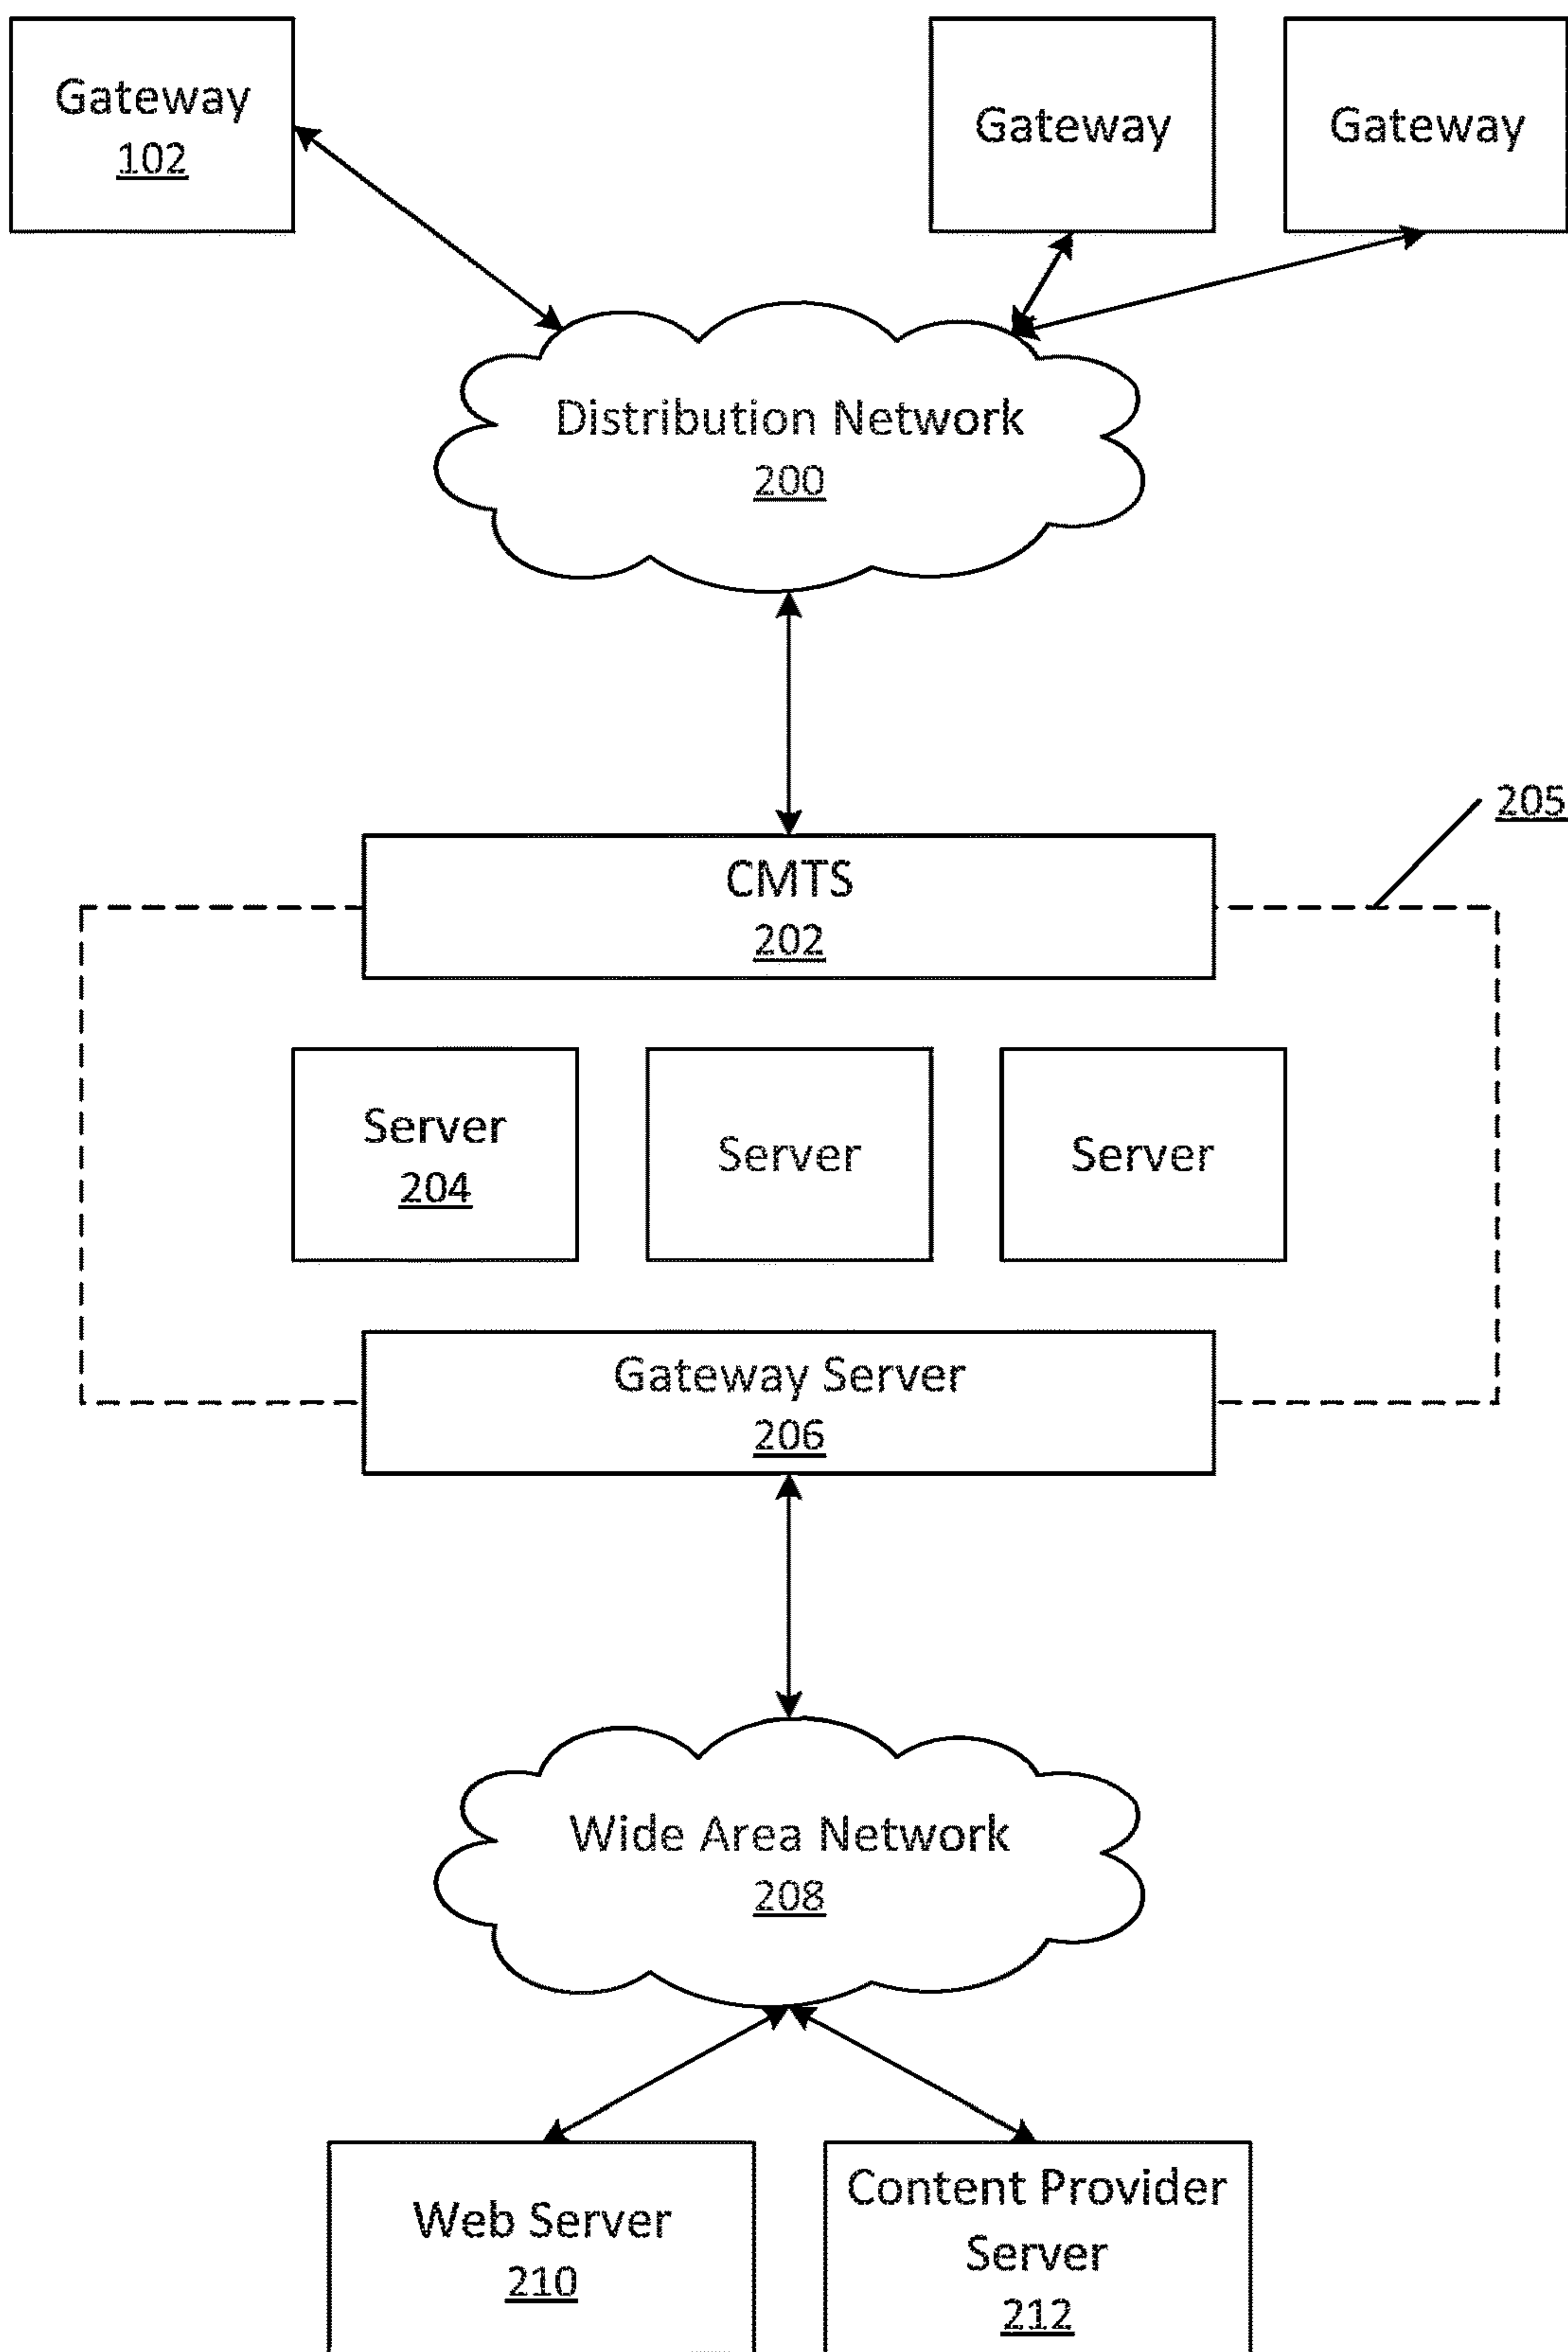 Gateway
102
Gateway
Gateway
Distribution Network
200
205
CMTS
202
Server
204
Server
Server
Gateway Server
206
Wide Area Network
208
Web Server
210
Content Provider
Server
212